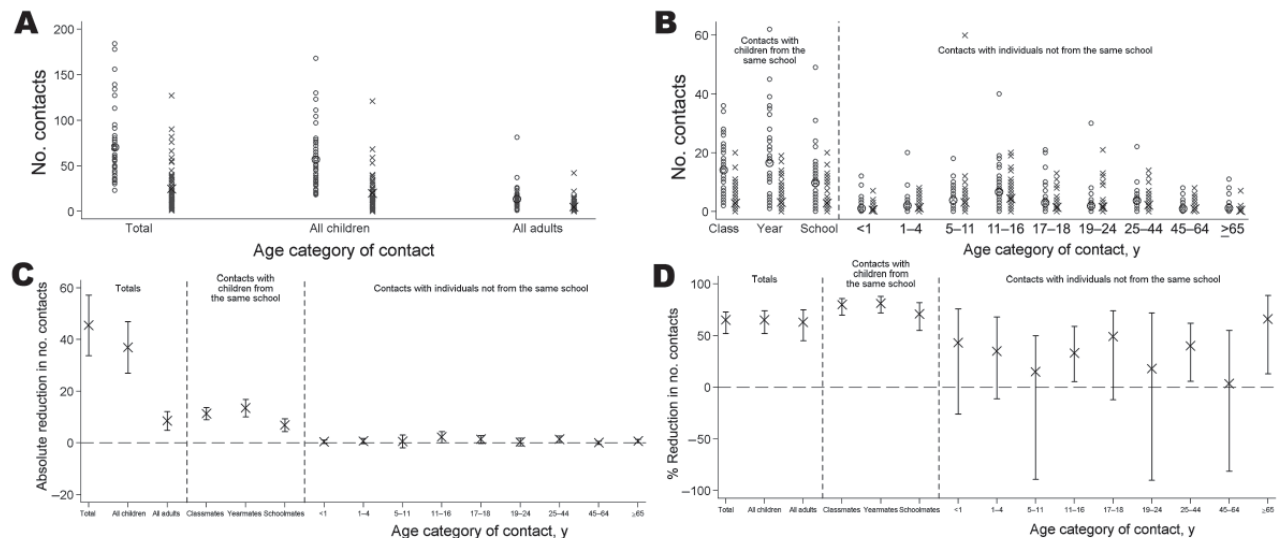 A
No. contacts
200
150
100
50
0
Total
All children
All adults
Age category of contact
B
No. contacts
60
40
20
0
Contacts with
children from the
same school
Contacts with individuals not from the same school
Class
Year
School
<1
1–4
5–11
11–16
17–18
19–24
25–44
45–64
≥65
Age category of contact, y
C
Absolute reduction in no. contacts
60
40
20
0
−20
Totals
Contacts with
children from
the same school
Contacts with individuals not from the same school
Total
All children
All adults
Classmates
Yearmates
Schoolmates
<1
1–4
5–11
11–16
17–18
19–24
25–44
45–64
≥65
Age category of contact, y
D
% Reduction in no. contacts
100
50
0
−50
−100
Totals
Contacts with
children from
the same school
Contacts with individuals not from the same school
Total
All children
All adults
Classmates
Yearmates
Schoolmates
<1
1–4
5–11
11–16
17–18
19–24
25–44
45–64
≥65
Age category of contact, y